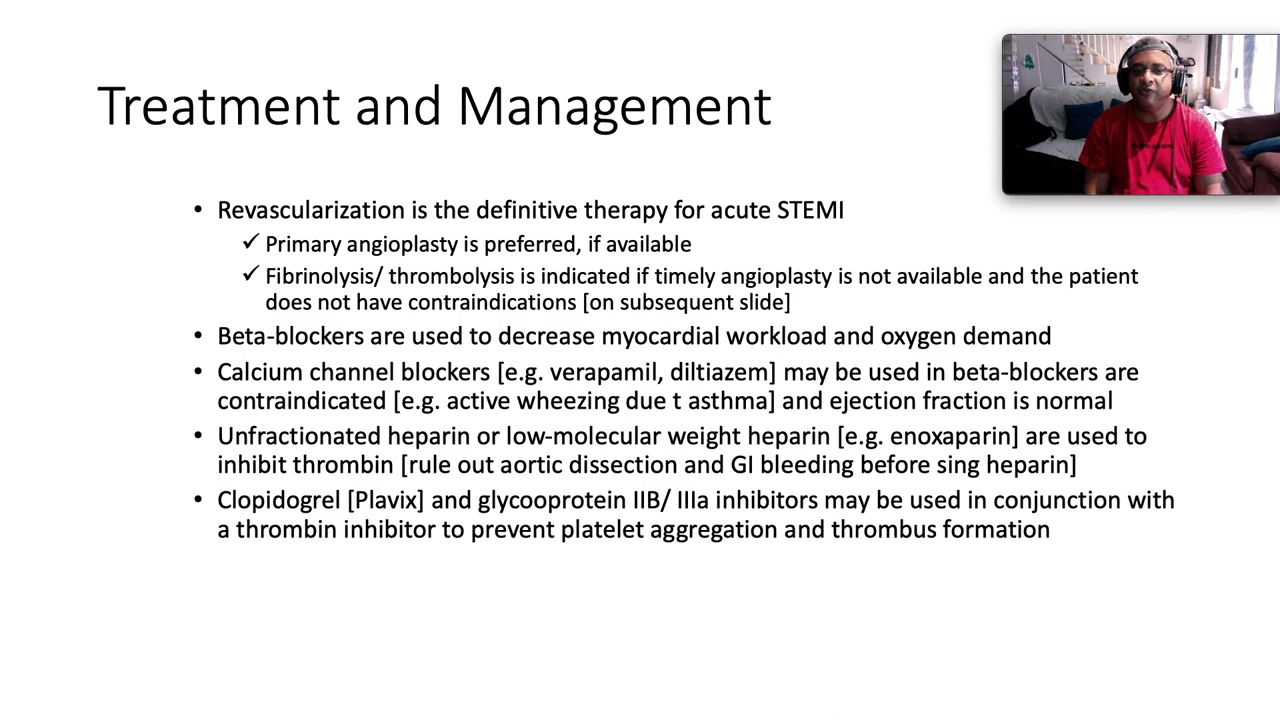 Treatment and Management
• Revascularization is the definitive therapy for acute STEMI
✓ Primary angioplasty is preferred, if available
✓ Fibrinolysis/ thrombolysis is indicated if timely angioplasty is not available and the patient
does not have contraindications [on subsequent slide]
• Beta-blockers are used to decrease myocardial workload and oxygen demand
• Calcium channel blockers [e.g. verapamil, diltiazem] may be used in beta-blockers are
contraindicated [e.g. active wheezing due t asthma] and ejection fraction is normal
• Unfractionated heparin or low-molecular weight heparin [e.g. enoxaparin] are used to
inhibit thrombin [rule out aortic dissection and GI bleeding before sing heparin]
• Clopidogrel [Plavix] and glycooprotein IIB/ IIIa inhibitors may be used in conjunction with
a thrombin inhibitor to prevent platelet aggregation and thrombus formation